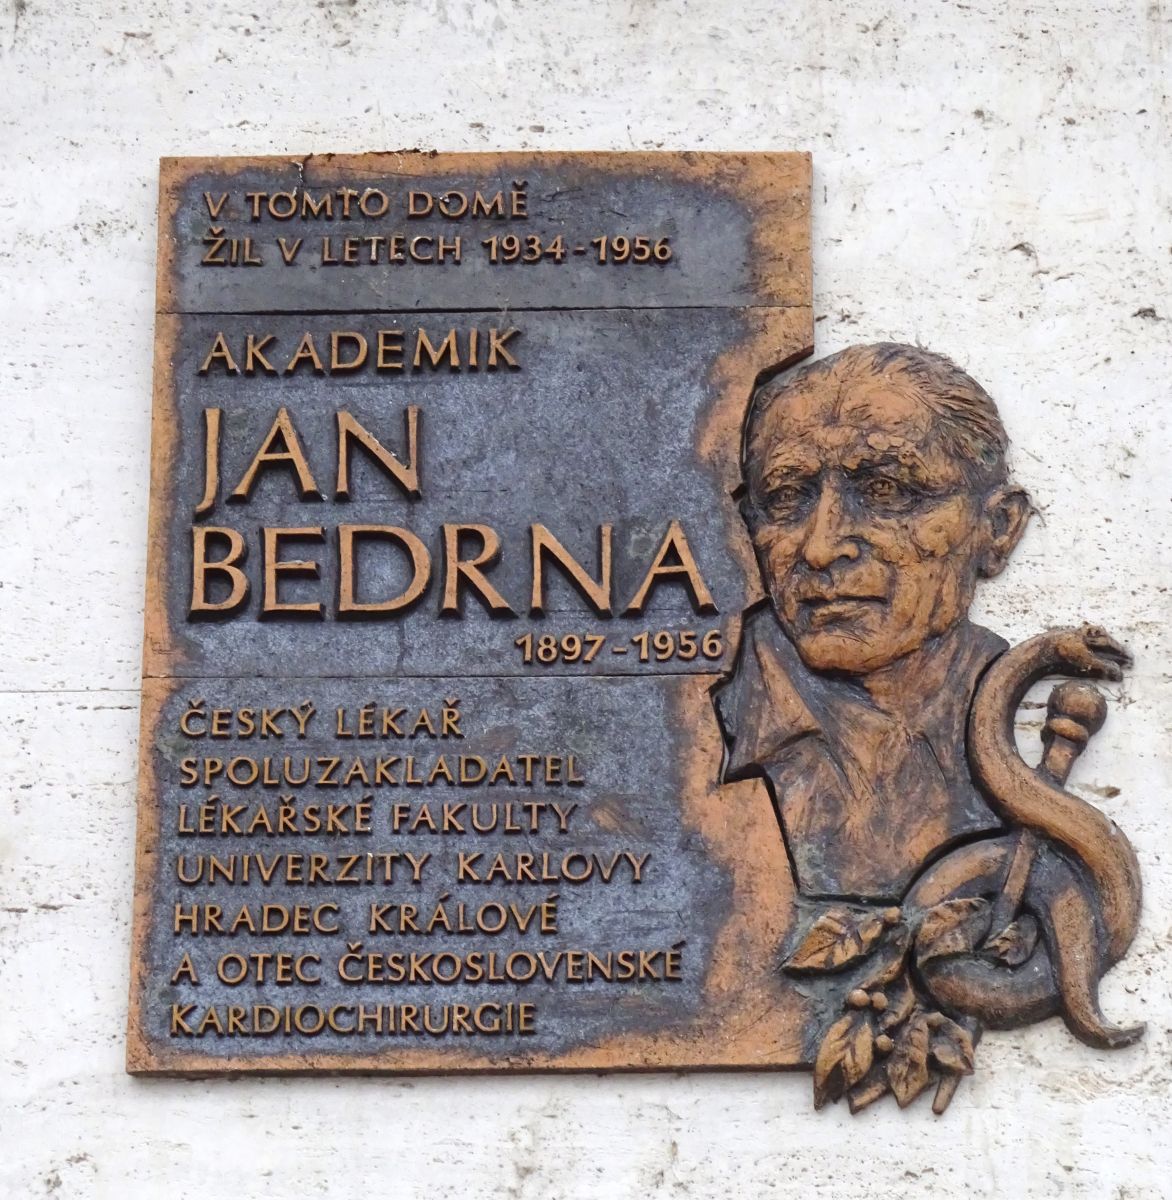 V TOMTO DOMĚ
ŽIL V LETECH 1934-1956
AKADEMIK
JAN
BEDRNA
1897-1956
ČESKÝ LÉKAŘ
SPOLUZAKLADATEL
LÉKAŘSKÉ FAKULTY
UNIVERZITY KARLOVY
HRADEC KRÁLOVÉ
A OTEC ČESKOSLOVENSKÉ
KARDIOCHIRURGIE